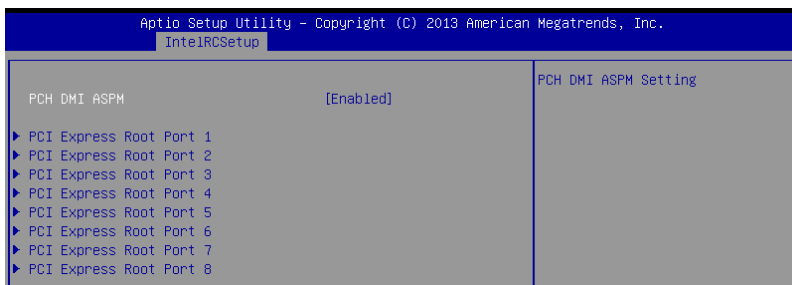 Aptio Setup Utility – Copyright (C) 2013 American Megatrends, Inc.
IntelRCSetup
PCH DMI ASPM [Enabled]
PCI Express Root Port 1
PCI Express Root Port 2
PCI Express Root Port 3
PCI Express Root Port 4
PCI Express Root Port 5
PCI Express Root Port 6
PCI Express Root Port 7
PCI Express Root Port 8
PCH DMI ASPM Setting